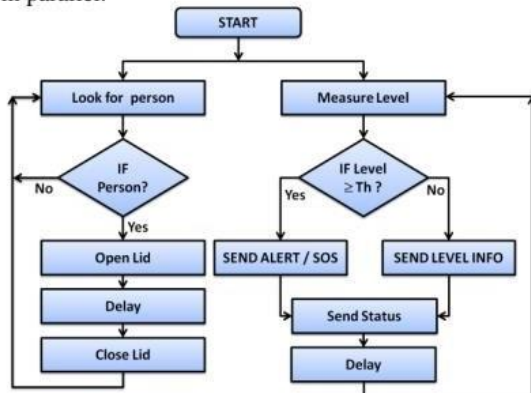 in parallel.
START
Look for person
Measure Level
IF
Person?
No
Yes
IF Level
≥ Th ?
Yes
No
Open Lid
Delay
Close Lid
SEND ALERT / SOS
SEND LEVEL INFO
Send Status
Delay